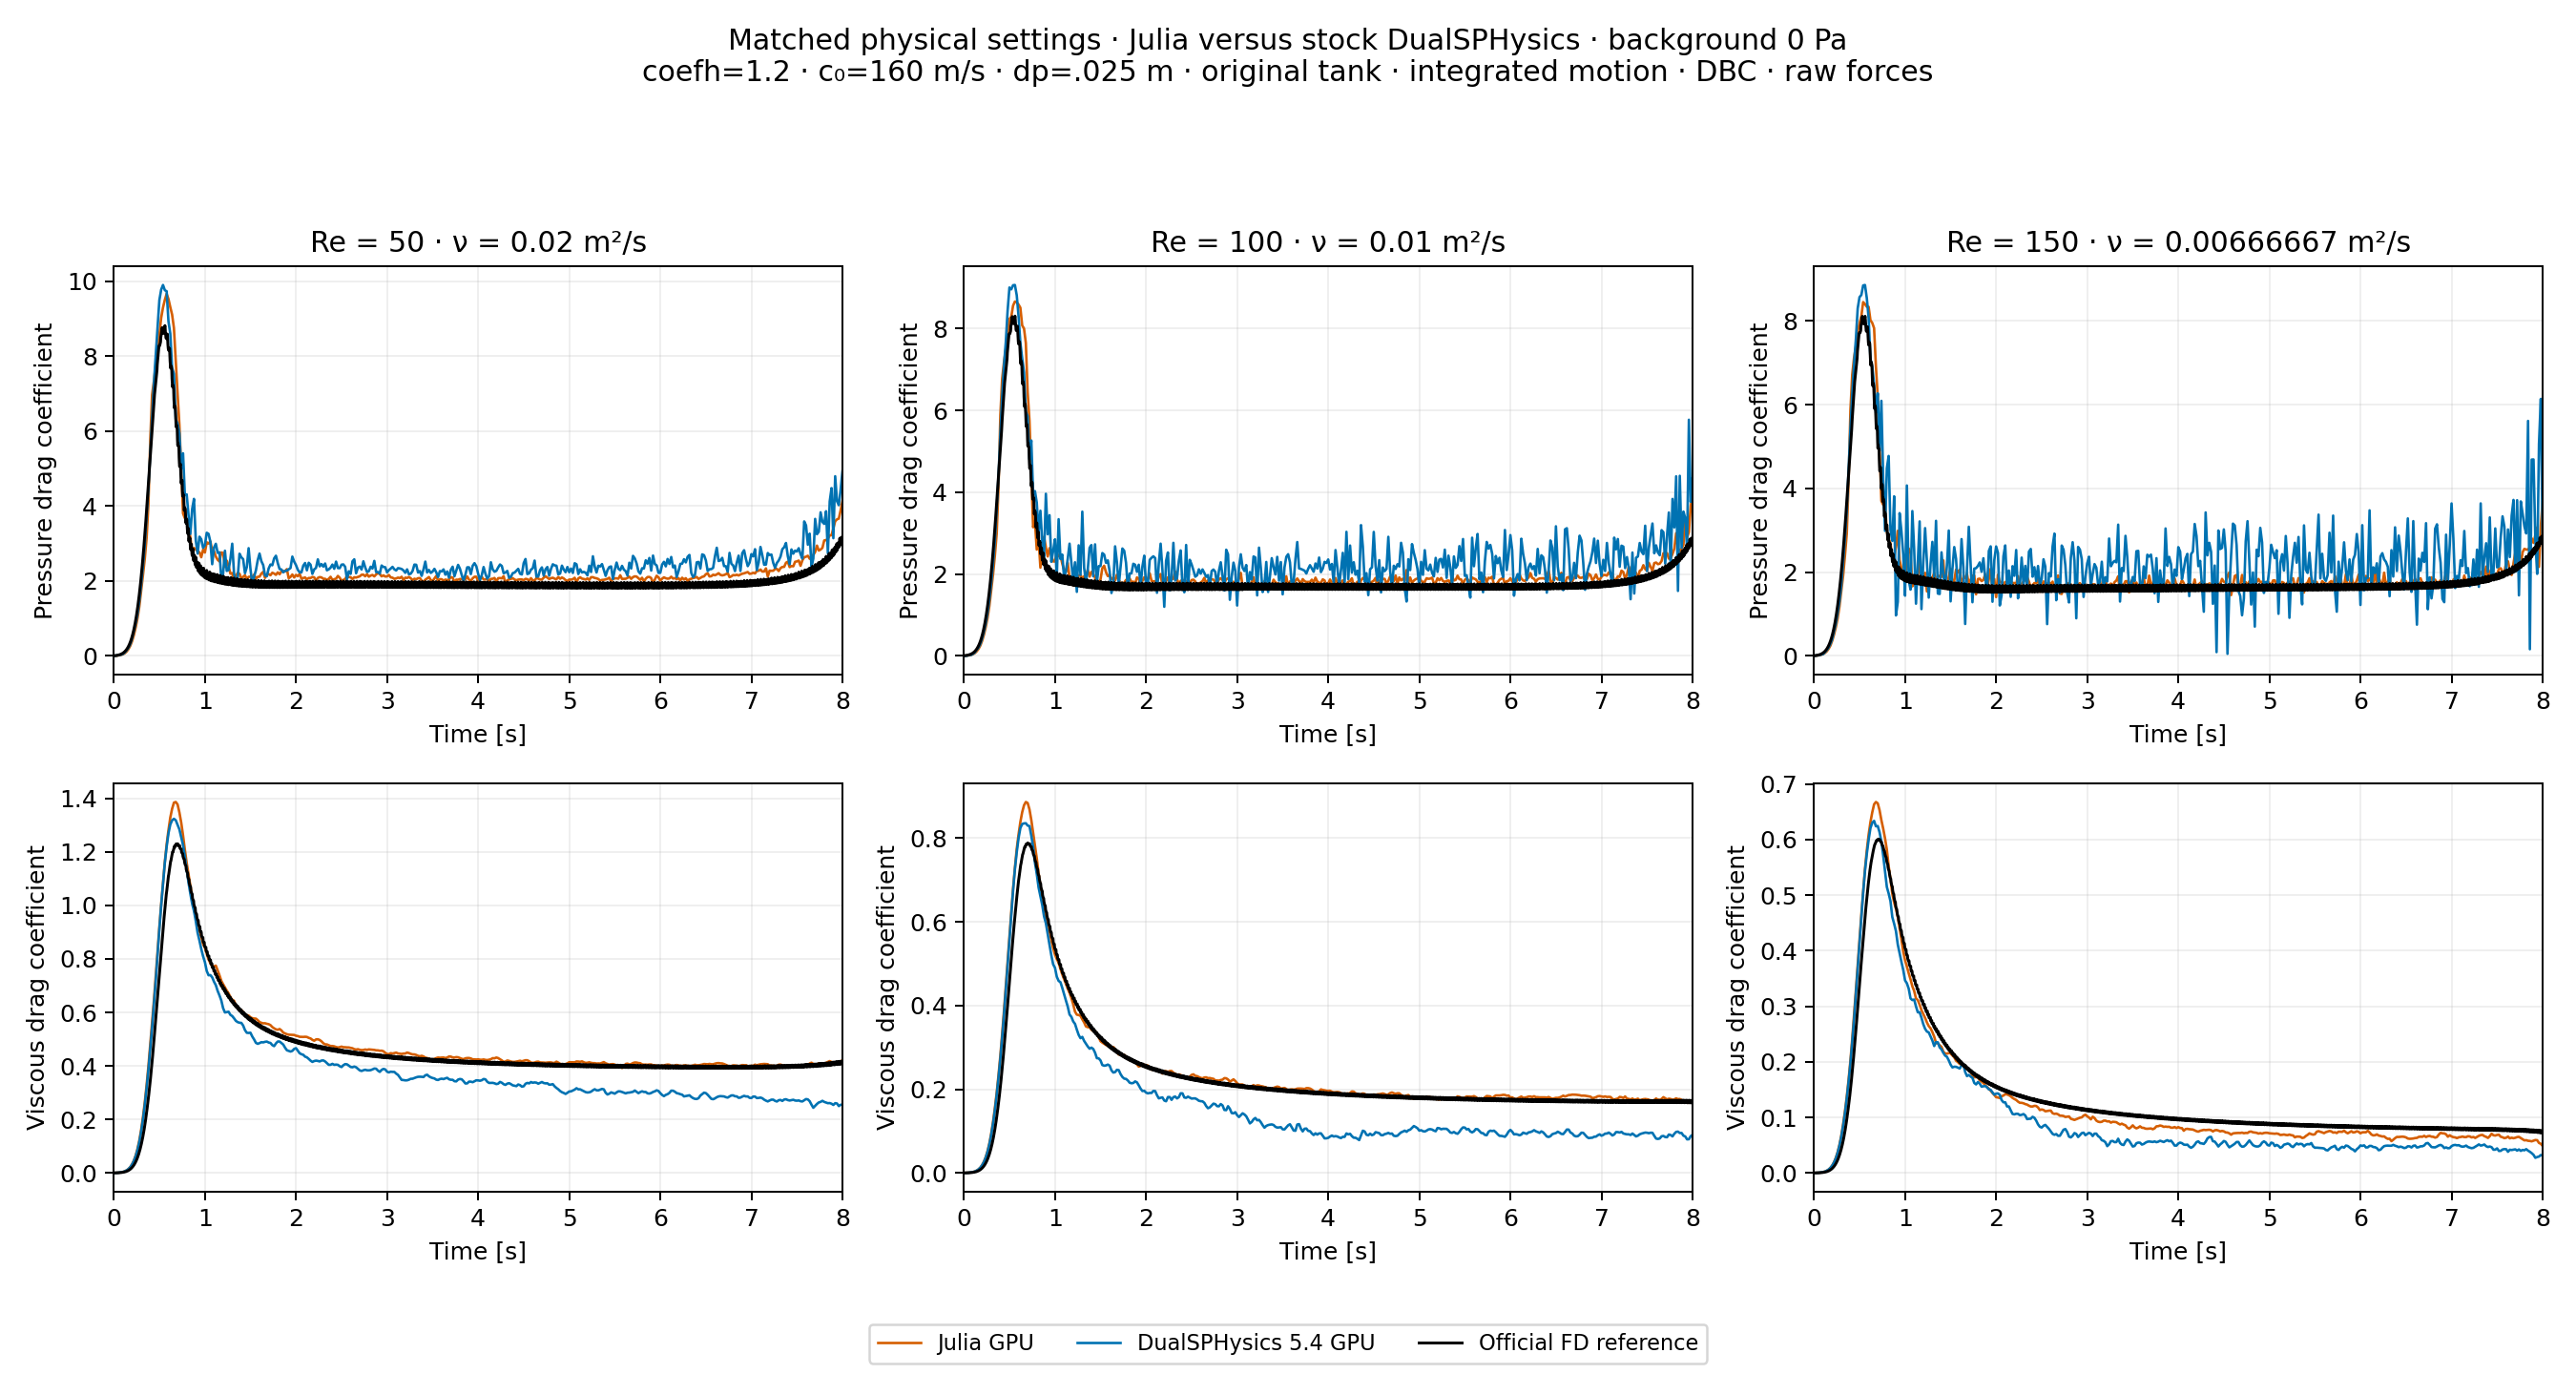 Matched physical settings · Julia versus stock DualSPHysics · background 0 Pa
coefh=1.2 · c₀=160 m/s · dp=.025 m · original tank · integrated motion · DBC · raw forces
Re = 50 · ν = 0.02 m²/s
Pressure drag coefficient
10
8
6
4
2
0
0 1 2 3 4 5 6 7 8
Time [s]
Re = 100 · ν = 0.01 m²/s
Pressure drag coefficient
8
6
4
2
0
0 1 2 3 4 5 6 7 8
Time [s]
Re = 150 · ν = 0.00666667 m²/s
Pressure drag coefficient
8
6
4
2
0
0 1 2 3 4 5 6 7 8
Time [s]
Viscous drag coefficient
1.4
1.2
1.0
0.8
0.6
0.4
0.2
0.0
0 1 2 3 4 5 6 7 8
Time [s]
Viscous drag coefficient
0.8
0.6
0.4
0.2
0.0
0 1 2 3 4 5 6 7 8
Time [s]
Viscous drag coefficient
0.7
0.6
0.5
0.4
0.3
0.2
0.1
0.0
0 1 2 3 4 5 6 7 8
Time [s]
Julia GPU
DualSPHysics 5.4 GPU
Official FD reference